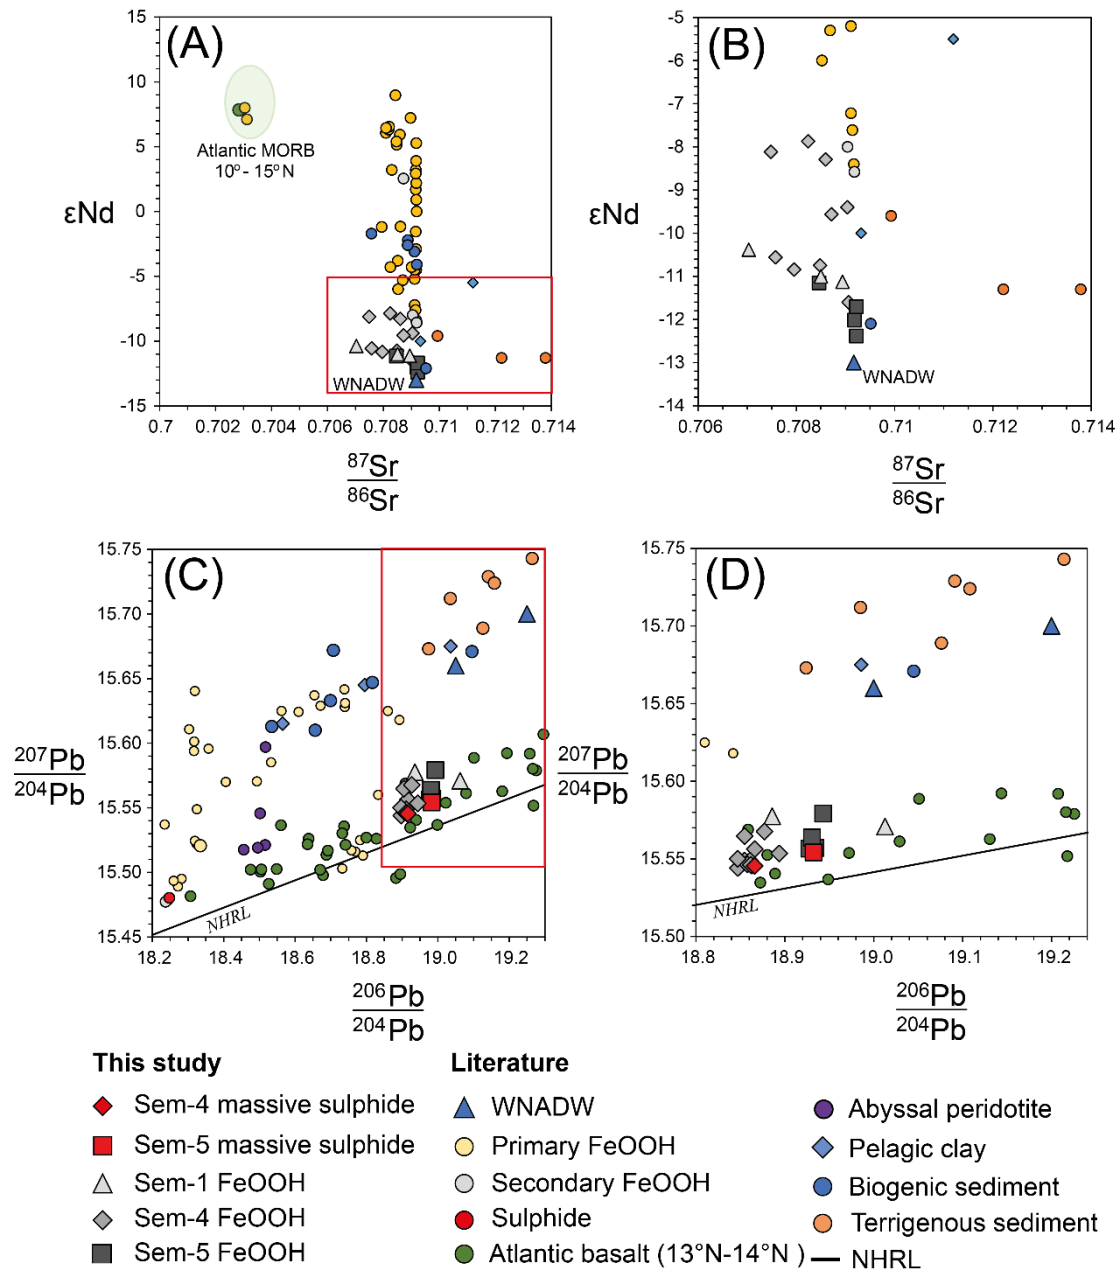 (A)
15
10
5
0
-5
-10
-15
εNd
Atlantic MORB
10º - 15º N
WNADW
0.7
0.702
0.704
0.706
0.708
0.71
0.712
0.714
87Sr
86Sr
(B)
-5
-6
-7
-8
-9
-10
-11
-12
-13
-14
εNd
WNADW
0.706
0.708
0.71
0.712
0.714
87Sr
86Sr
(C)
15.75
15.70
15.65
15.60
15.55
15.50
15.45
207Pb
204Pb
NHRL
18.2
18.4
18.6
18.8
19.0
19.2
206Pb
204Pb
(D)
15.75
15.70
15.65
15.60
15.55
15.50
207Pb
204Pb
NHRL
18.8
18.9
19.0
19.1
19.2
206Pb
204Pb
This study
Sem-4 massive sulphide
Sem-5 massive sulphide
Sem-1 FeOOH
Sem-4 FeOOH
Sem-5 FeOOH
Literature
WNADW
Primary FeOOH
Secondary FeOOH
Sulphide
Atlantic basalt (13°N-14°N )
Abyssal peridotite
Pelagic clay
Biogenic sediment
Terrigenous sediment
NHRL